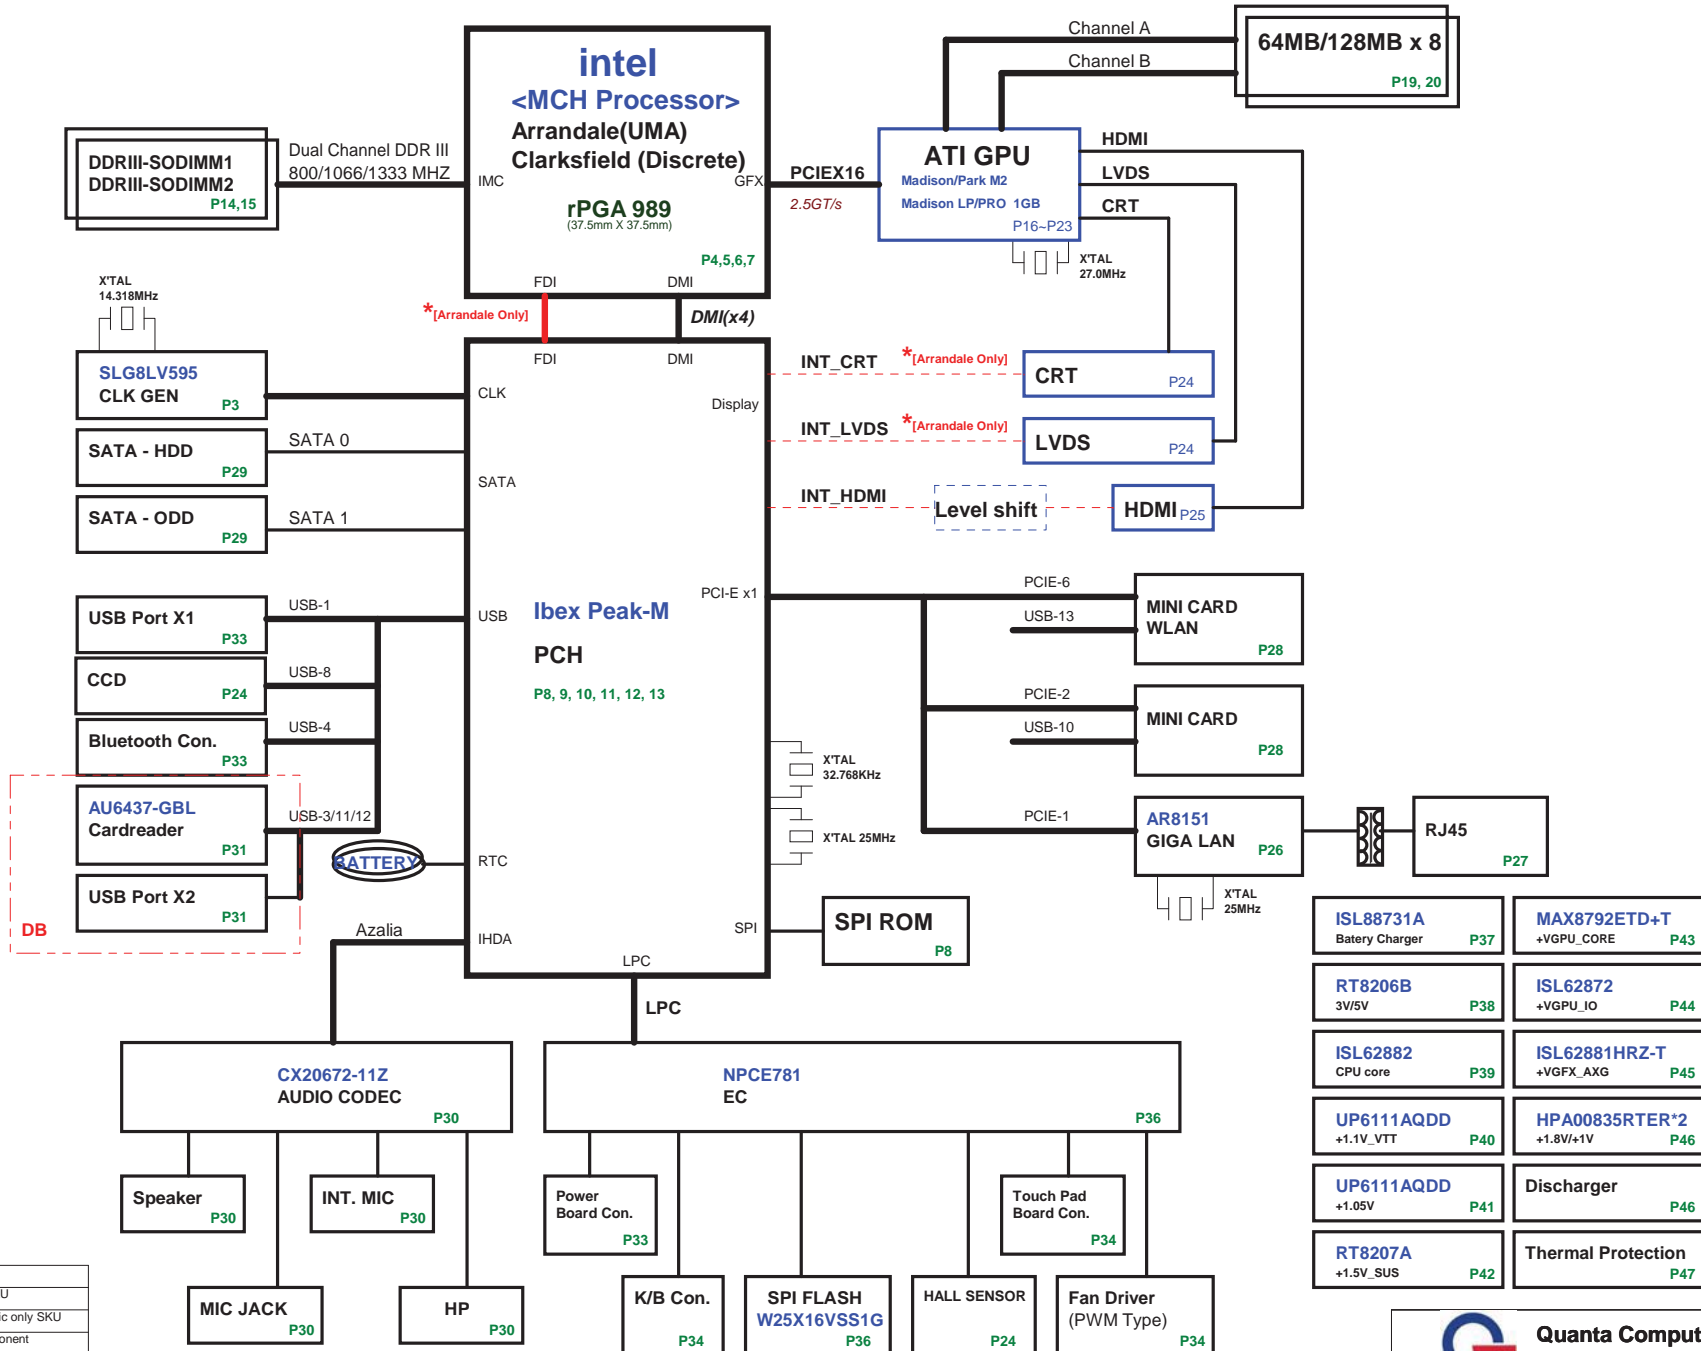 Channel A
Channel B
64MB/128MB x 8
P19, 20
intel
<MCH Processor>
Arrandale(UMA)
Clarksfield (Discrete)
IMC
GFX
rPGA 989
(37.5mm X 37.5mm)
P4,5,6,7
FDI
DMI
DDRIII-SODIMM1
DDRIII-SODIMM2
P14,15
Dual Channel DDR III
800/1066/1333 MHZ
PCIEX16
2.5GT/s
ATI GPU
Madison/Park M2
Madison LP/PRO 1GB
P16~P23
HDMI
LVDS
CRT
X'TAL
27.0MHz
X'TAL
14.318MHz
*[Arrandale Only]
DMI(x4)
SLG8LV595
CLK GEN
P3
SATA - HDD
P29
SATA 0
SATA - ODD
P29
SATA 1
FDI
DMI
CLK
Display
SATA
USB
PCI-E x1
Ibex Peak-M
PCH
P8, 9, 10, 11, 12, 13
RTC
IHDA
SPI
LPC
INT_CRT
*[Arrandale Only]
CRT
P24
INT_LVDS
*[Arrandale Only]
LVDS
P24
INT_HDMI
Level shift
HDMI
P25
USB Port X1
P33
USB-1
CCD
P24
USB-8
Bluetooth Con.
P33
USB-4
AU6437-GBL
Cardreader
P31
USB-3/11/12
USB Port X2
P31
DB
BATTERY
Azalia
PCIE-6
USB-13
MINI CARD
WLAN
P28
PCIE-2
USB-10
MINI CARD
P28
X'TAL
32.768KHz
X'TAL 25MHz
PCIE-1
AR8151
GIGA LAN
P26
RJ45
P27
X'TAL
25MHz
SPI ROM
P8
LPC
ISL88731A
Batery Charger
P37
MAX8792ETD+T
+VGPU_CORE
P43
RT8206B
3V/5V
P38
ISL62872
+VGPU_IO
P44
ISL62882
CPU core
P39
ISL62881HRZ-T
+VGFX_AXG
P45
UP6111AQDD
+1.1V_VTT
P40
HPA00835RTER*2
+1.8V/+1V
P46
UP6111AQDD
+1.05V
P41
Discharger
P46
RT8207A
+1.5V_SUS
P42
Thermal Protection
P47
CX20672-11Z
AUDIO CODEC
P30
NPCE781
EC
P36
Speaker
P30
INT. MIC
P30
MIC JACK
P30
HP
P30
Power
Board Con.
P33
Touch Pad
Board Con.
P34
K/B Con.
P34
SPI FLASH
W25X16VSS1G
P36
HALL SENSOR
P24
Fan Driver
(PWM Type)
P34
U
ic only SKU
onent
Quanta Comput